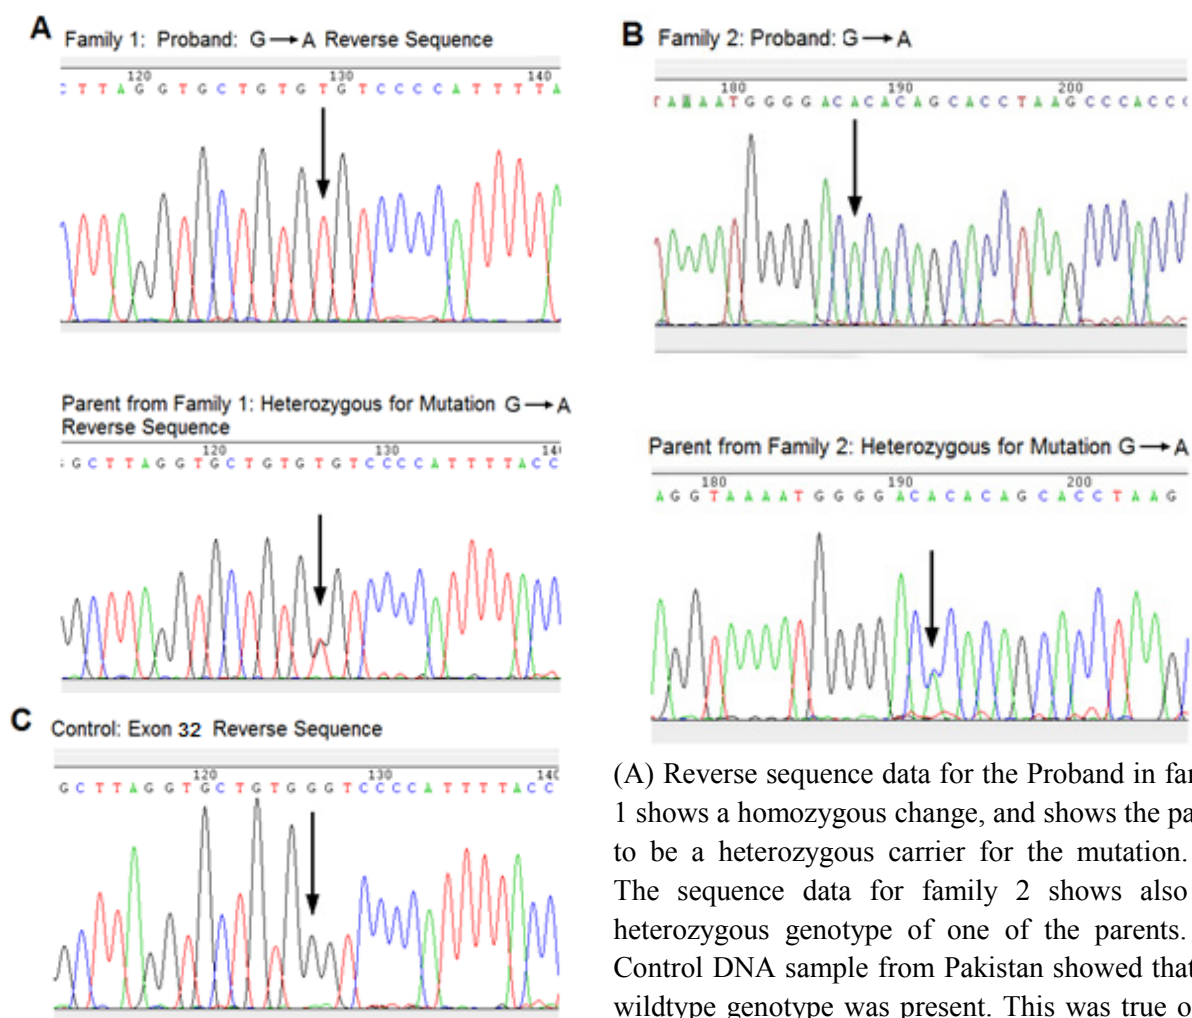 A Family 1: Proband: G→A Reverse Sequence
120 130 140
C T T A G G T G C T G T G T G T C C C C A T T T T A
Parent from Family 1: Heterozygous for Mutation G→A
Reverse Sequence
120 130 14
G C T T A G G T G C T G T G T G T C C C C A T T T T A C C
C Control: Exon 32 Reverse Sequence
120 130 140
G C T T A G G T G C T G T G G G T C C C C A T T T T A C C
B Family 2: Proband: G→A
180 190 200
T A A A A T G G G G A C A C A C A G C A C C T A A G C C C A C C C
Parent from Family 2: Heterozygous for Mutation G→A
180 190 200
A G G T A A A A T G G G G A C A C A C A G C A C C T A A G
(A) Reverse sequence data for the Proband in fa
1 shows a homozygous change, and shows the pa
to be a heterozygous carrier for the mutation.
The sequence data for family 2 shows also
heterozygous genotype of one of the parents.
Control DNA sample from Pakistan showed that
wildtype genotype was present. This was true o